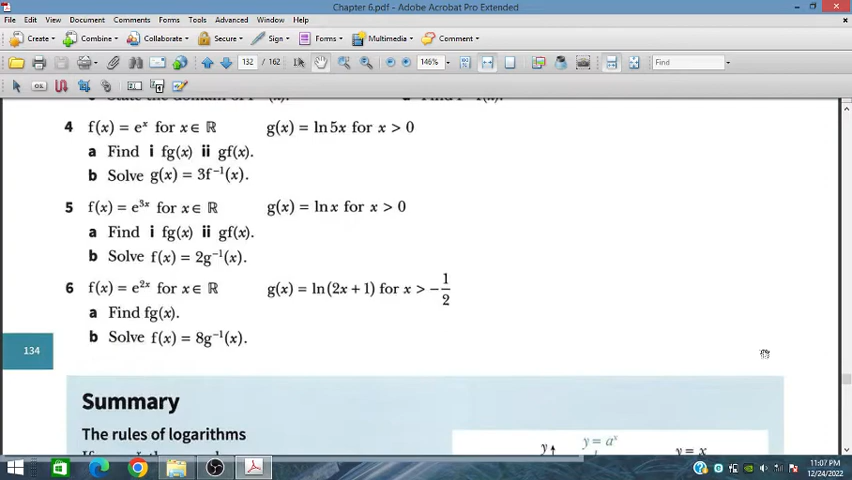 Chapter 6.pdf - Adobe Acrobat Pro Extended
File Edit View Document Comments Forms Tools Advanced Window Help
Create Combine Collaborate Secure Sign Forms Multimedia Comment
132 / 162 146% Find
4 f(x) = eˣ for x ∈ ℝ g(x) = ln 5x for x > 0
a Find i fg(x) ii gf(x).
b Solve g(x) = 3f⁻¹(x).
5 f(x) = e³ˣ for x ∈ ℝ g(x) = ln x for x > 0
a Find i fg(x) ii gf(x).
b Solve f(x) = 2g⁻¹(x).
6 f(x) = e²ˣ for x ∈ ℝ g(x) = ln(2x + 1) for x > −1/2
a Find fg(x).
b Solve f(x) = 8g⁻¹(x).
134
Summary
The rules of logarithms
y y = aˣ y = x
11:07 PM
12/24/2022